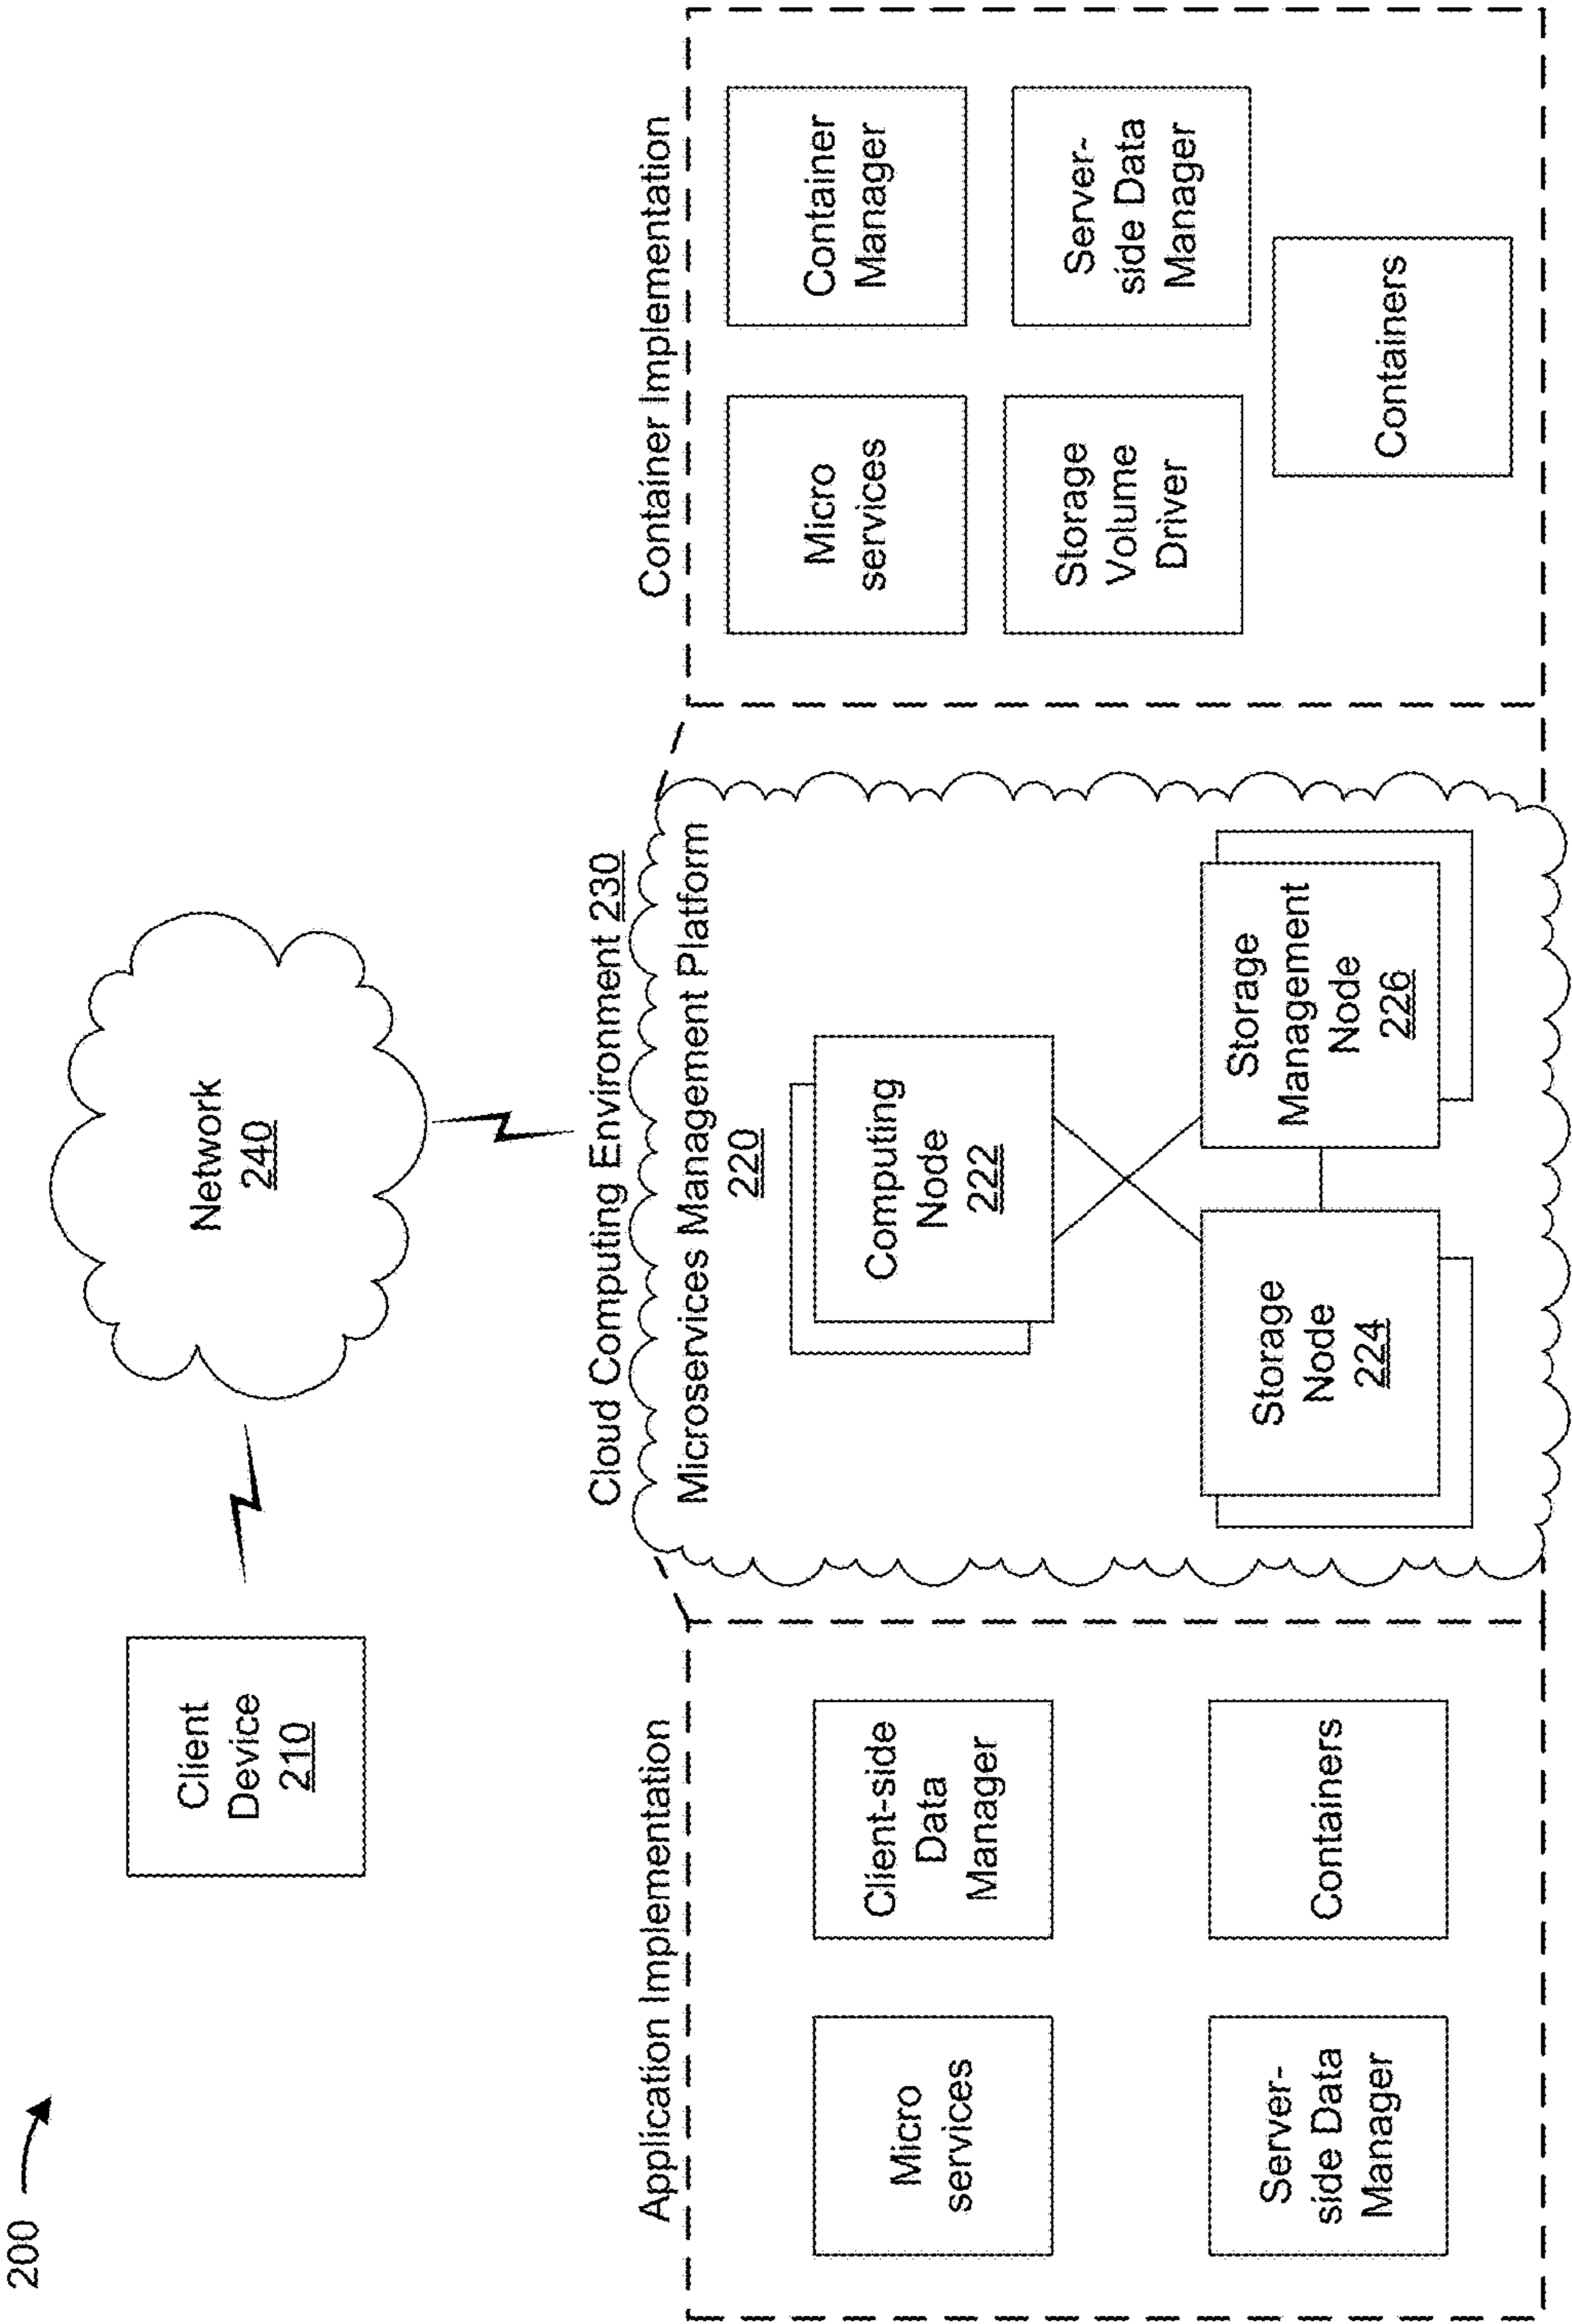 200
Client
Device
210
Network
240
Cloud Computing Environment 230
Application Implementation
Micro
services
Client-side
Data
Manager
Server-
side Data
Manager
Containers
Microservices Management Platform
220
Computing
Node
222
Storage
Node
224
Storage
Management
Node
226
Container Implementation
Micro
services
Container
Manager
Storage
Volume
Driver
Server-
side Data
Manager
Containers